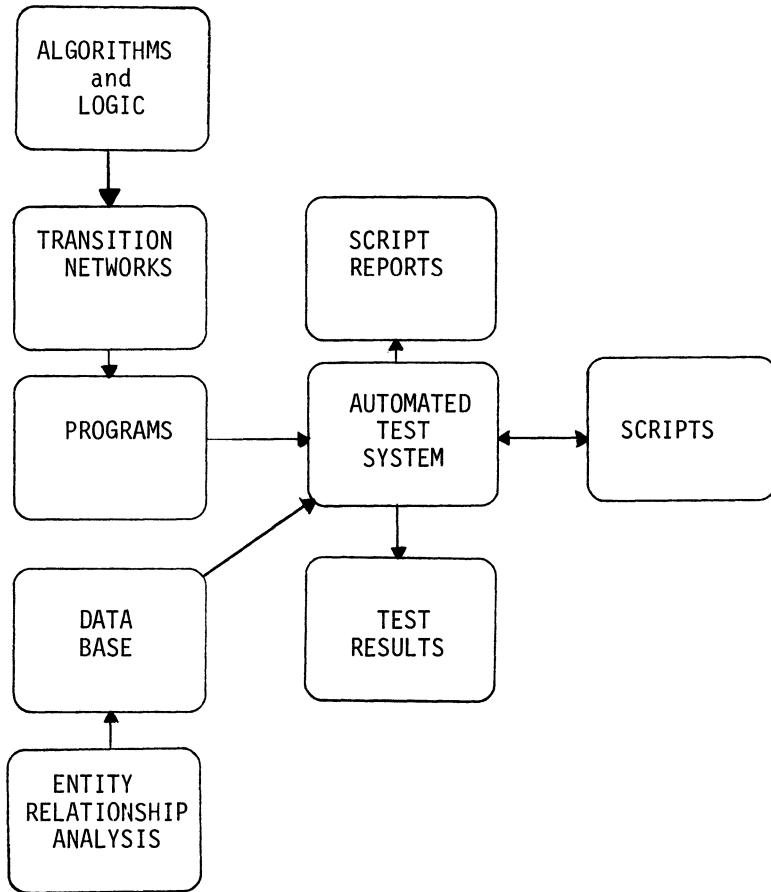 ALGORITHMS
and
LOGIC
TRANSITION
NETWORKS
SCRIPT
REPORTS
PROGRAMS
AUTOMATED
TEST
SYSTEM
SCRIPTS
DATA
BASE
TEST
RESULTS
ENTITY
RELATIONSHIP
ANALYSIS